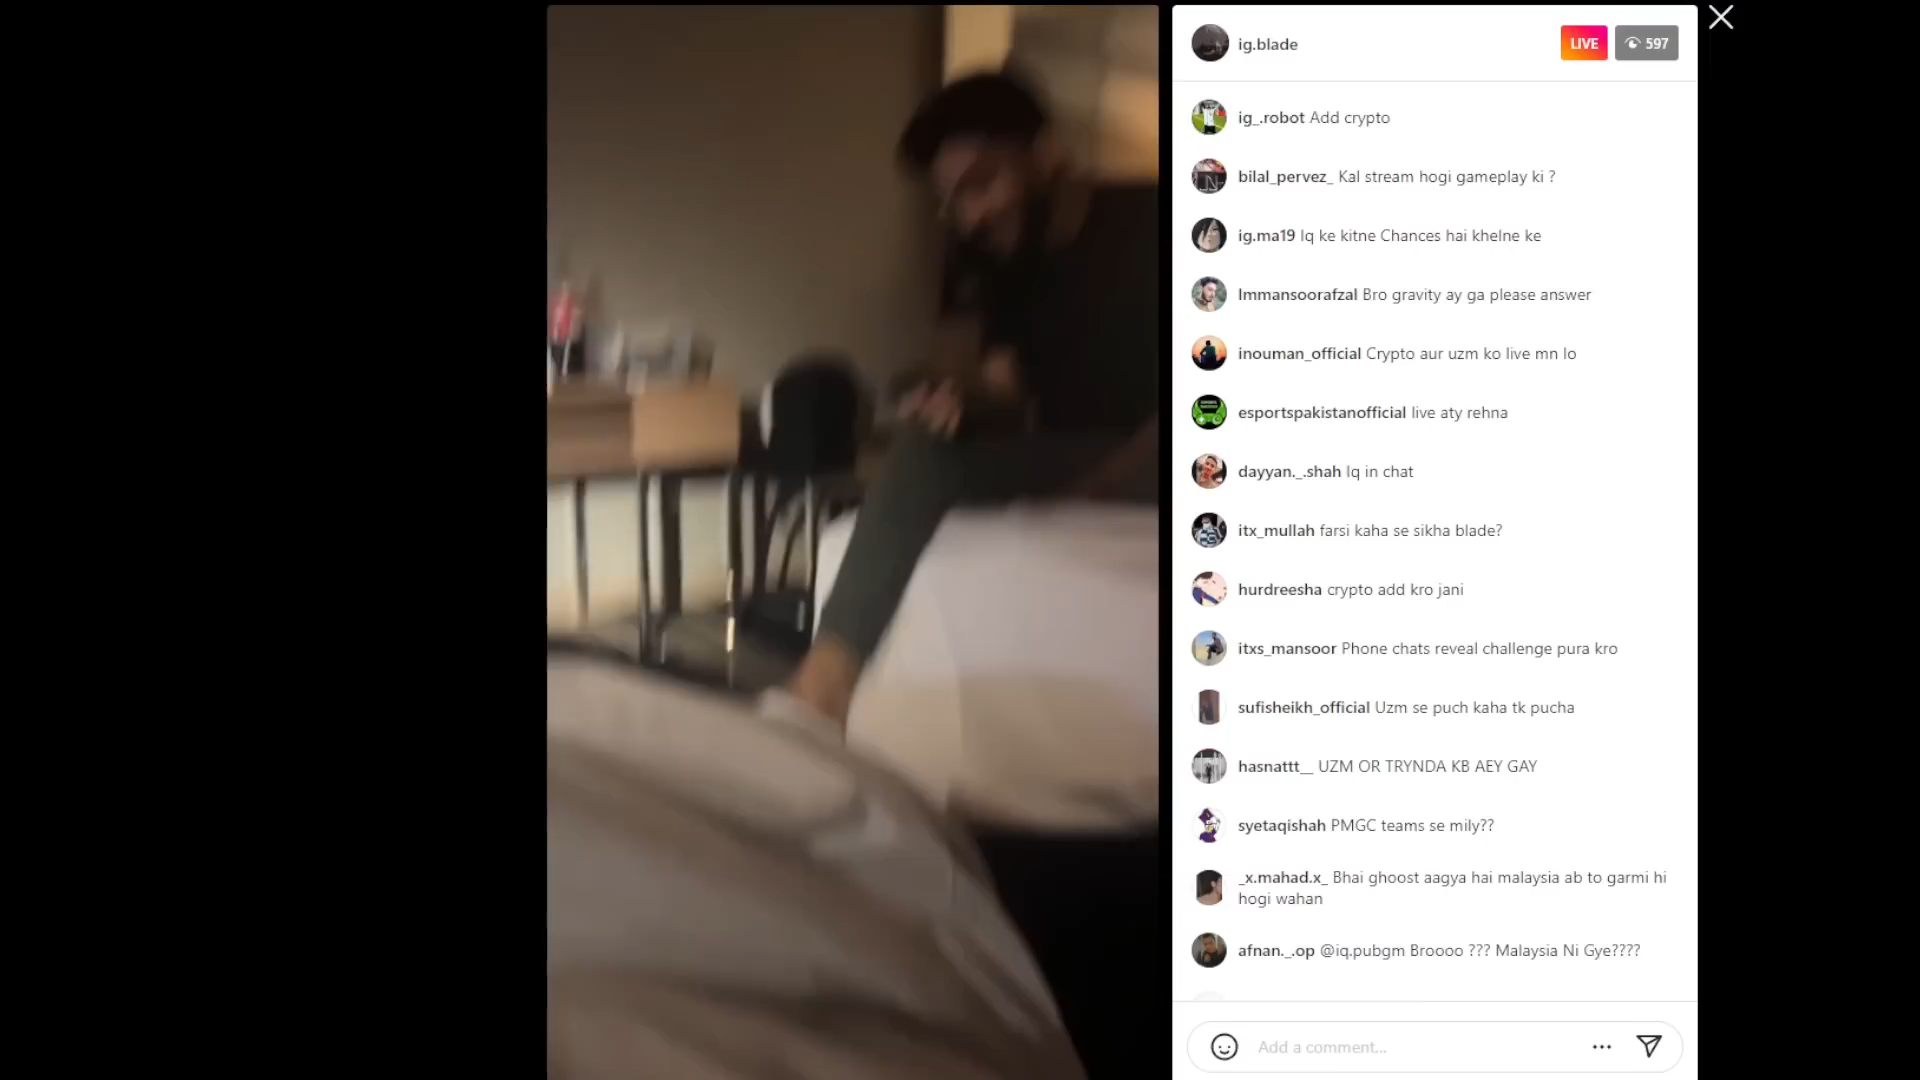 ig.blade
LIVE
597
ig_.robot Add crypto
bilal_pervez_ Kal stream hogi gameplay ki ?
ig.ma19 Iq ke kitne Chances hai khelne ke
Immansoorafzal Bro gravity ay ga please answer
inouman_official Crypto aur uzm ko live mn lo
esportspakistanofficial live aty rehna
dayyan._.shah Iq in chat
itx_mullah farsi kaha se sikha blade?
hurdreesha crypto add kro jani
itxs_mansoor Phone chats reveal challenge pura kro
sufisheikh_official Uzm se puch kaha tk pucha
hasnattt__ UZM OR TRYNDA KB AEY GAY
syetaqishah PMGC teams se mily??
_x.mahad.x_ Bhai ghoost aagya hai malaysia ab to garmi hi
hogi wahan
afnan._.op @iq.pubgm Broooo ??? Malaysia Ni Gye????
Add a comment...